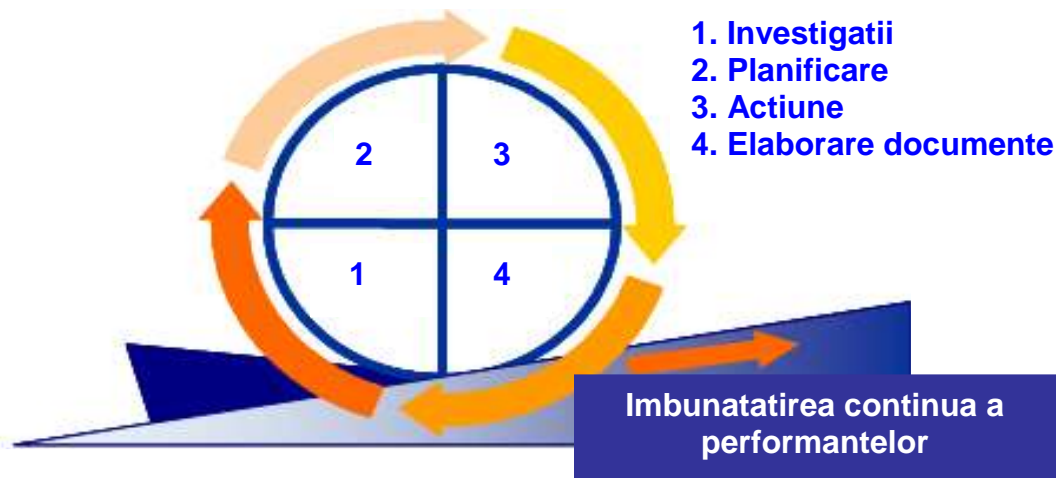 1. Investigatii
2. Planificare
3. Actiune
4. Elaborare documente
2
3
1
4
Imbunatatirea continua a
performantelor